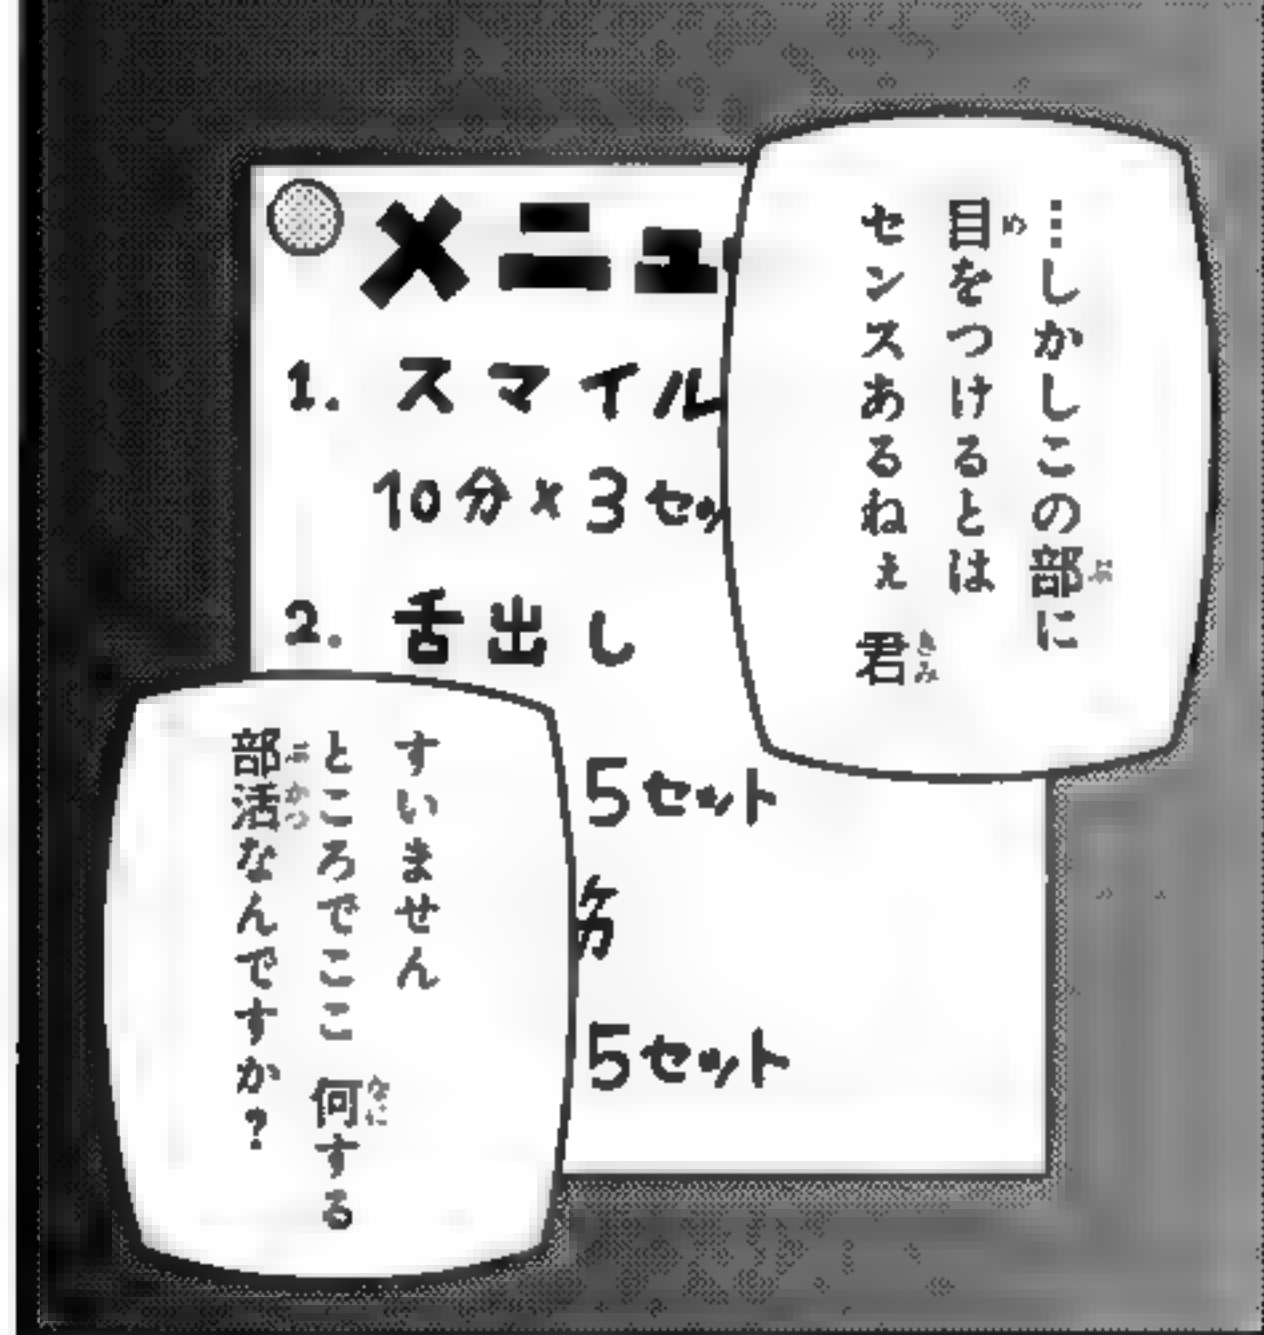 …しかしこの部に
目をつけるとは
センスあるねぇ 君
メニュ
1. スマイル
10分×3セッ
2. 舌出し
5セット
5セット
すいません
ところでここ 何する
部活なんですか?